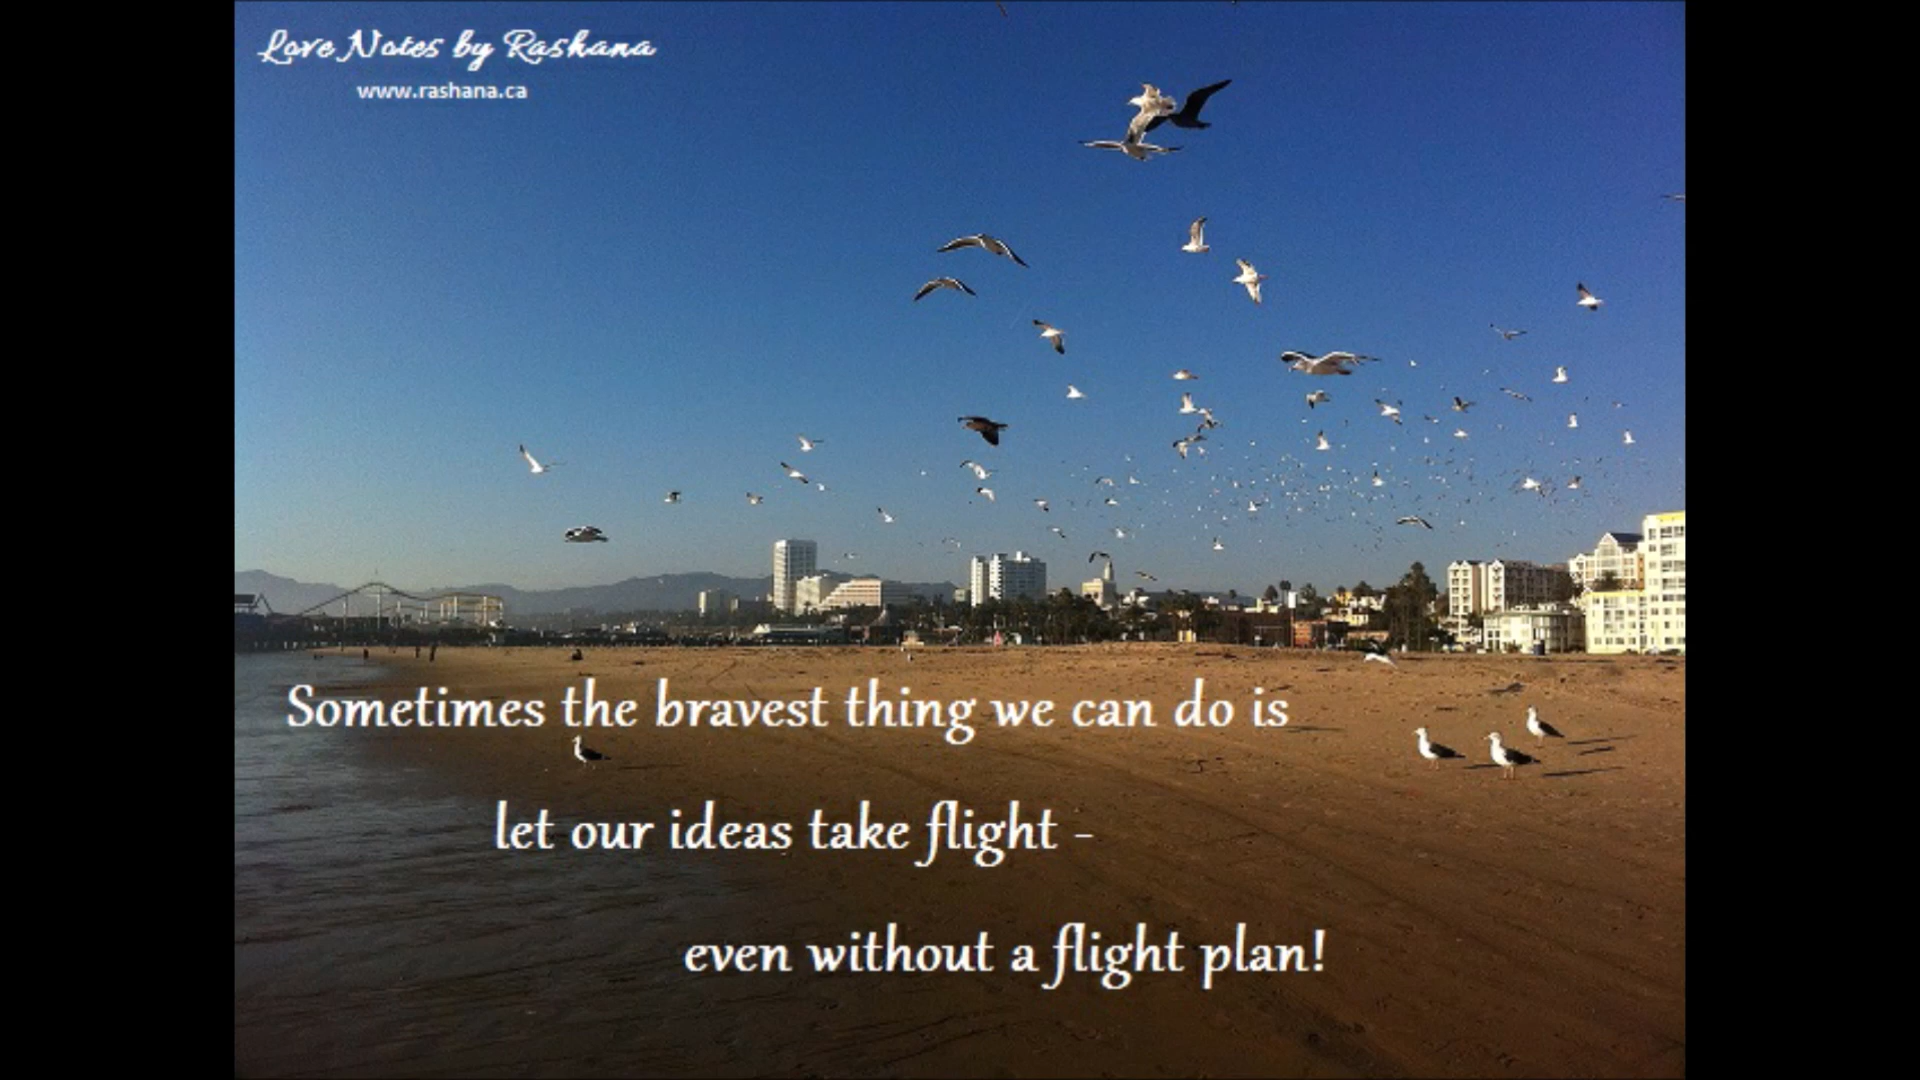 Love Notes by Rashana
www.rashana.ca
Sometimes the bravest thing we can do is
let our ideas take flight -
even without a flight plan!